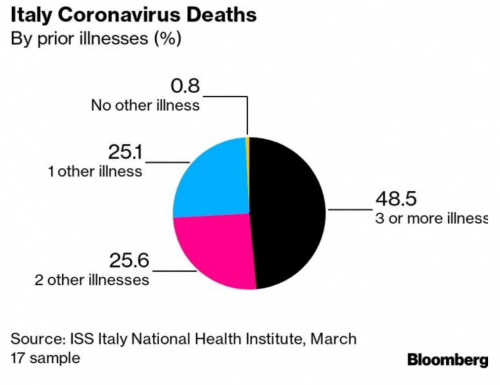 Italy Coronavirus Deaths
By prior illnesses (%)
0.8
No other illness
25.1
1 other illness
48.5
3 or more illness
25.6
2 other illnesses
Source: ISS Italy National Health Institute, March
17 sample
Bloomberg